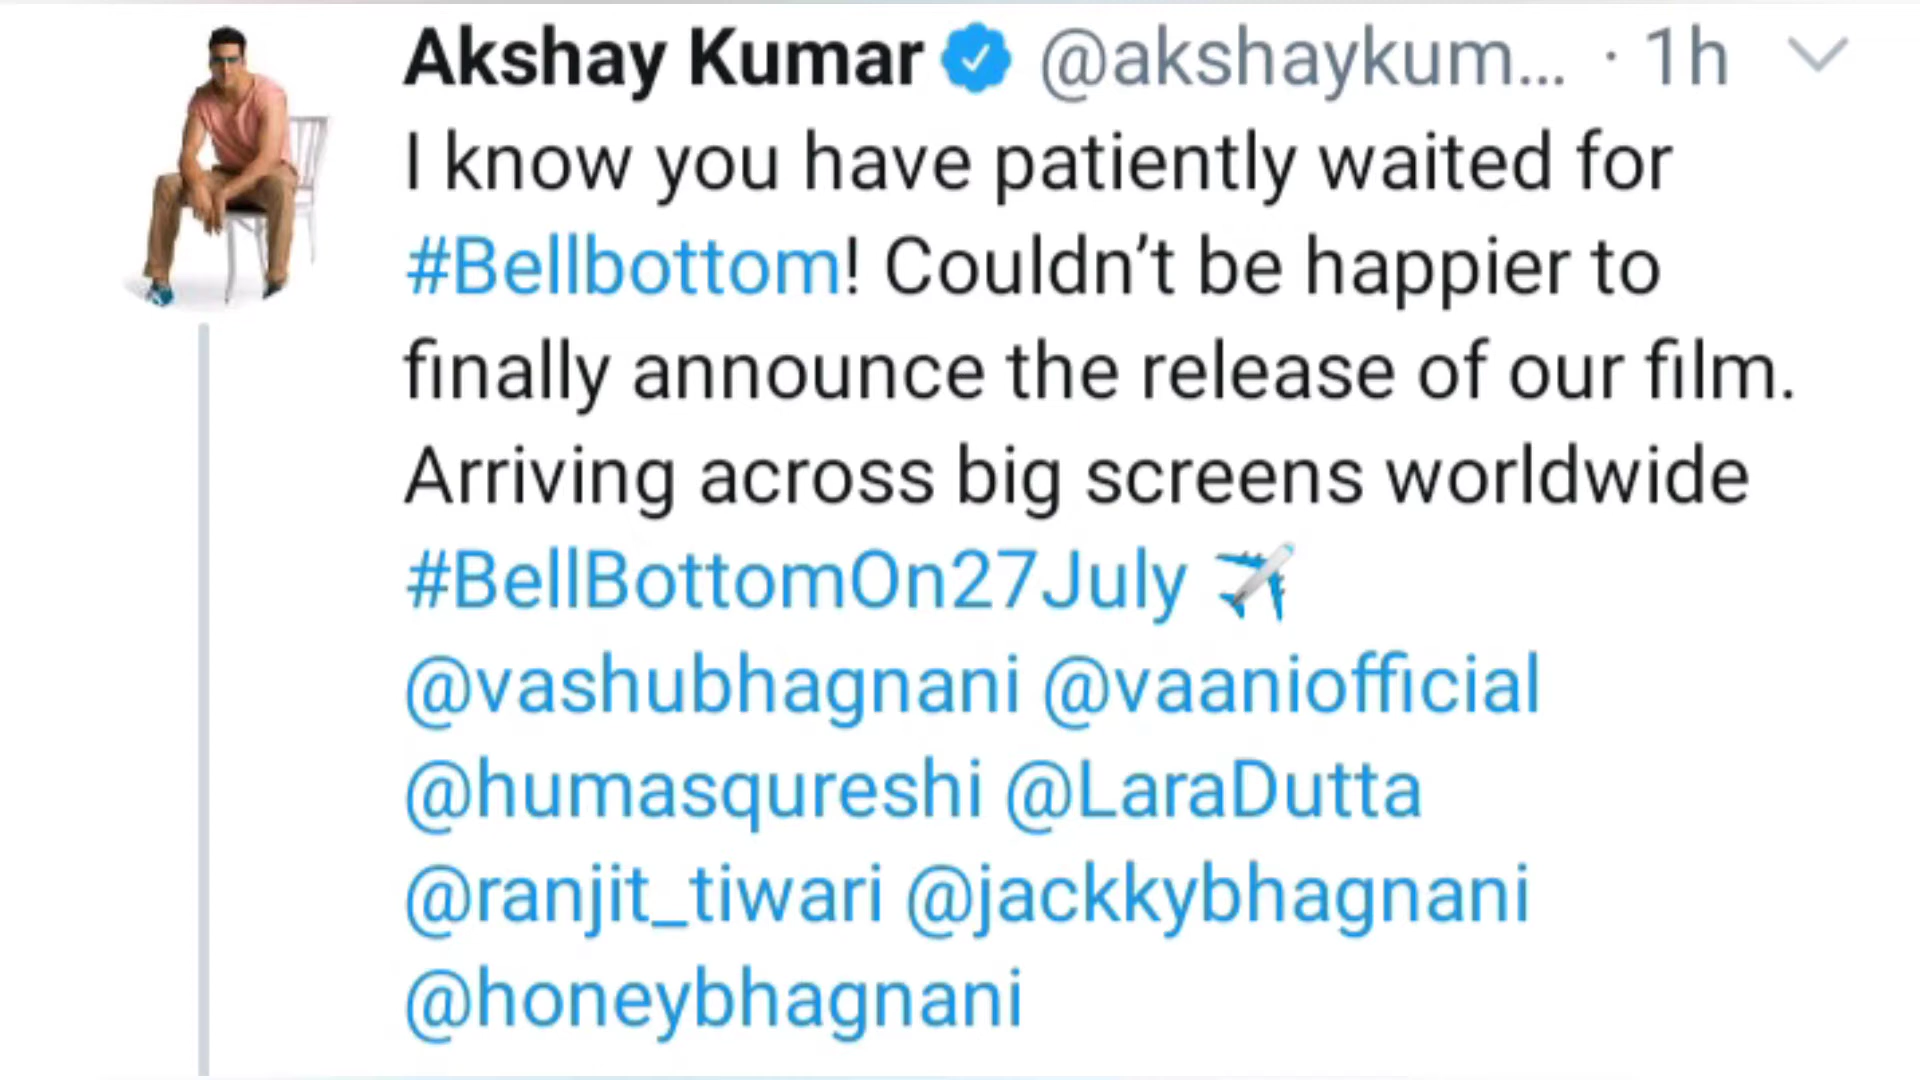 Akshay Kumar @akshaykum... · 1h
I know you have patiently waited for
#Bellbottom! Couldn’t be happier to
finally announce the release of our film.
Arriving across big screens worldwide
#BellBottomOn27July ✈️
@vashubhagnani @vaaniofficial
@humasqureshi @LaraDutta
@ranjit_tiwari @jackkybhagnani
@honeybhagnani